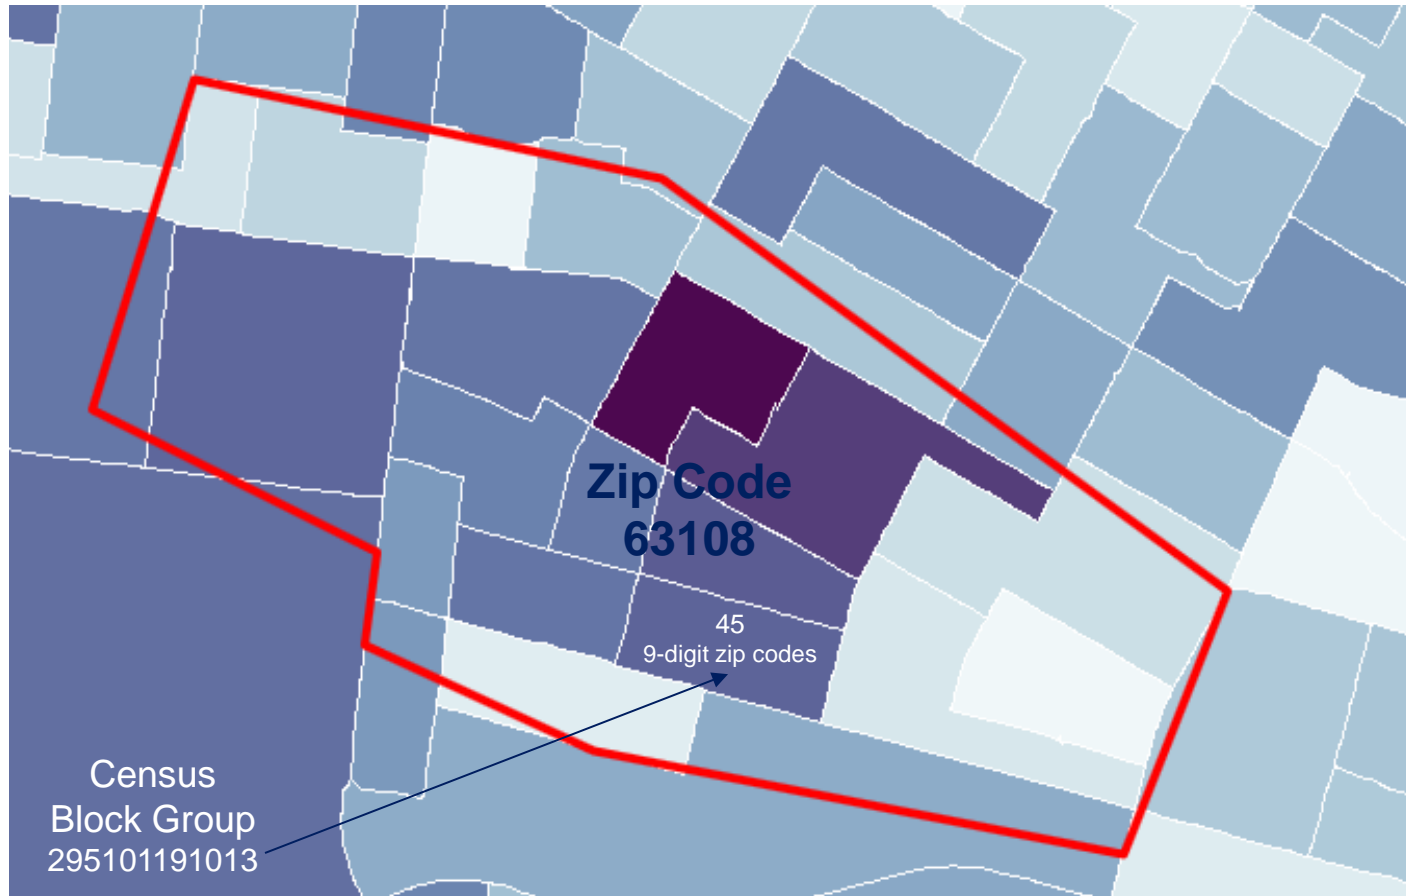 Zip Code
63108
45
9-digit zip codes
Census
Block Group
295101191013